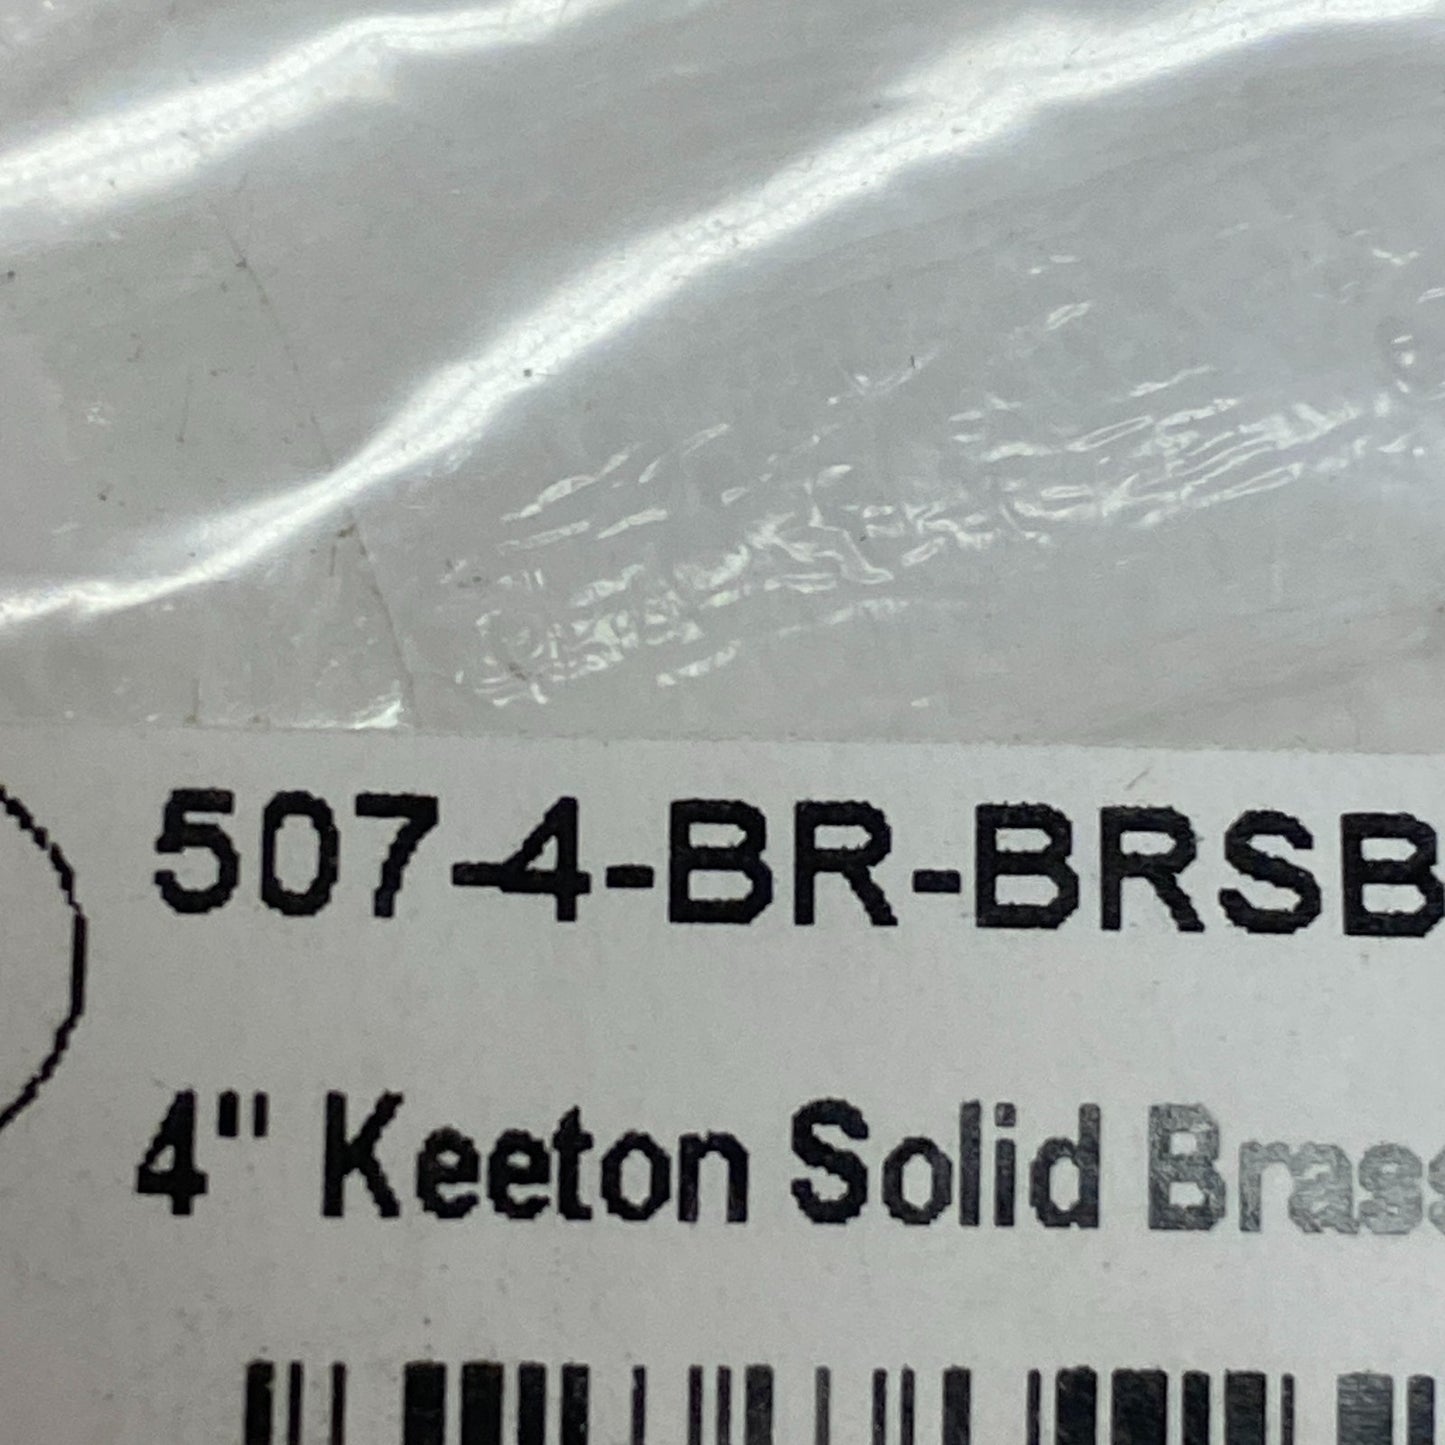 507-4-BR-BRSB
4" Keeton Solid Brass